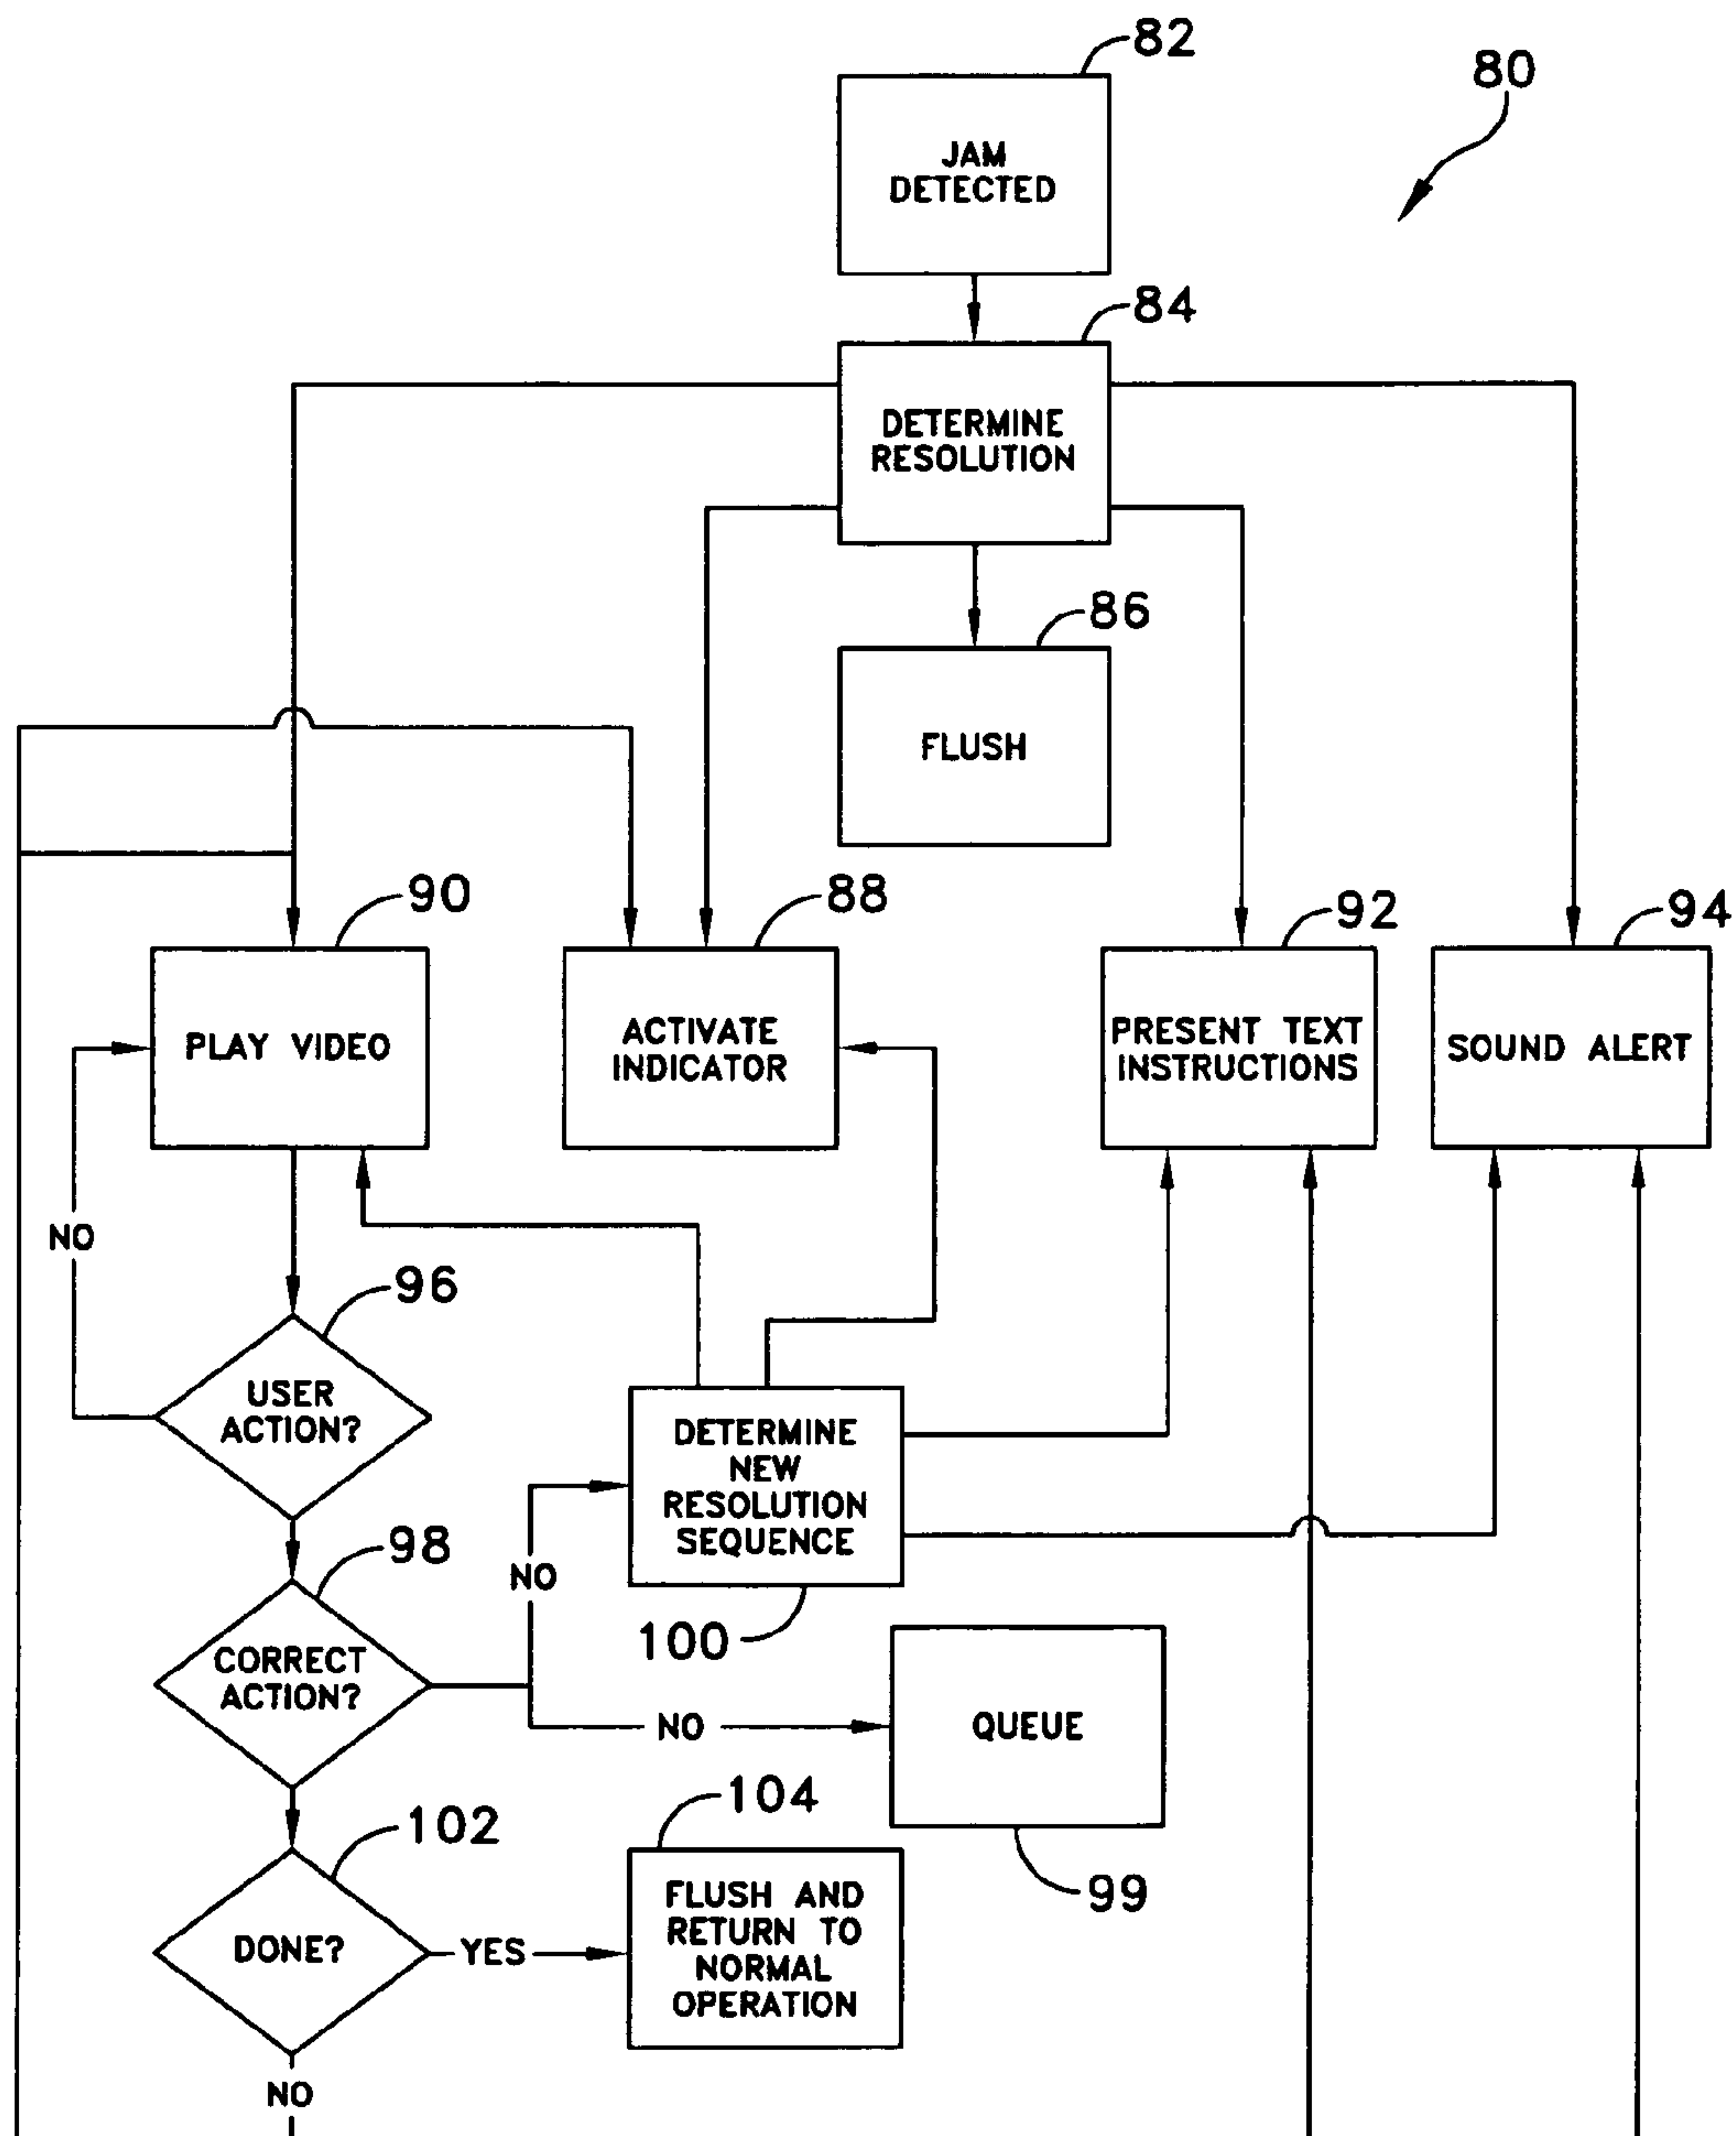 82
80
JAM
DETECTED
84
DETERMINE
RESOLUTION
86
FLUSH
90
88
92
94
PLAY VIDEO
ACTIVATE
INDICATOR
PRESENT TEXT
INSTRUCTIONS
SOUND ALERT
NO
96
USER
ACTION?
DETERMINE
NEW
RESOLUTION
SEQUENCE
98
NO
100
CORRECT
ACTION?
NO
QUEUE
104
102
99
DONE?
YES
FLUSH AND
RETURN TO
NORMAL
OPERATION
NO